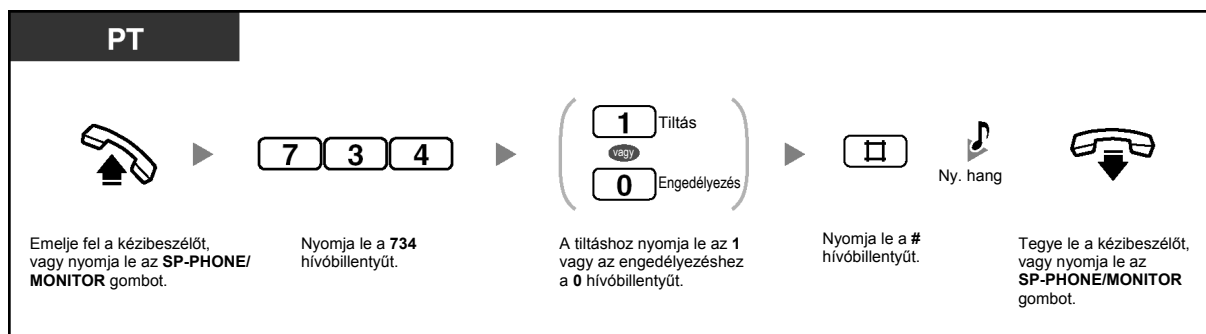 PT
7 3 4
1 Tiltás
vagy
0 Engedélyezés
#
Ny. hang
Emelje fel a kézibeszélőt,
vagy nyomja le az SP-PHONE/
MONITOR gombot.
Nyomja le a 734
hívóbillentyűt.
A tiltáshoz nyomja le az 1
vagy az engedélyezéshez
a 0 hívóbillentyűt.
Nyomja le a #
hívóbillentyűt.
Tegye le a kézibeszélőt,
vagy nyomja le az
SP-PHONE/MONITOR
gombot.